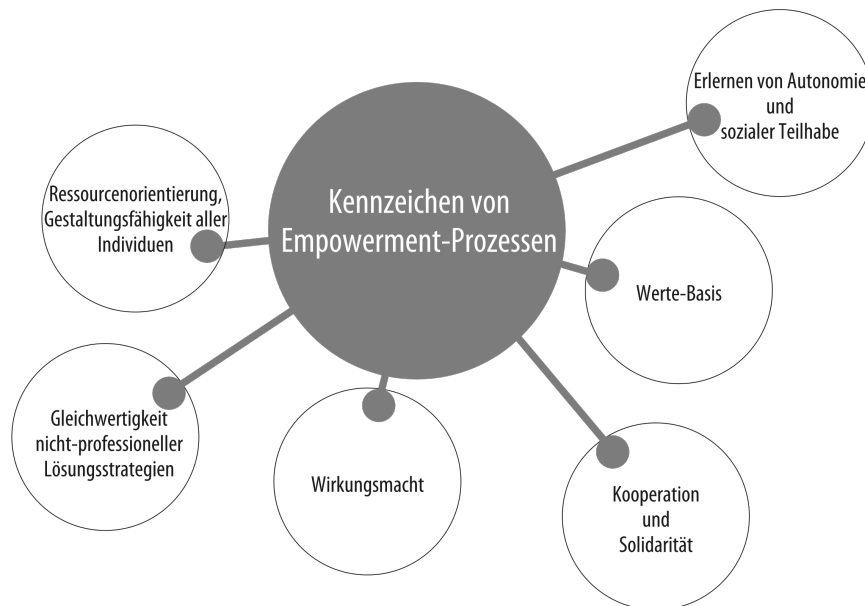 Kennzeichen von
Empowerment-Prozessen
Erlernen von Autonomie
und
sozialer Teilhabe
Ressourcenorientierung,
Gestaltungsfähigkeit aller
Individuen
Werte-Basis
Gleichwertigkeit
nicht-professioneller
Lösungsstrategien
Wirkungsmacht
Kooperation
und
Solidarität